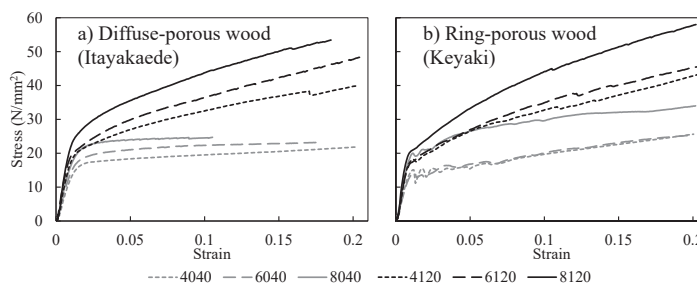 60
50
40
30
20
10
0
Stress (N/mm²)
a) Diffuse-porous wood
(Itayakaede)
0 0.05 0.1 0.15 0.2
Strain
b) Ring-porous wood
(Keyaki)
0 0.05 0.1 0.15 0.2
Strain
4040 6040 8040 4120 6120 8120